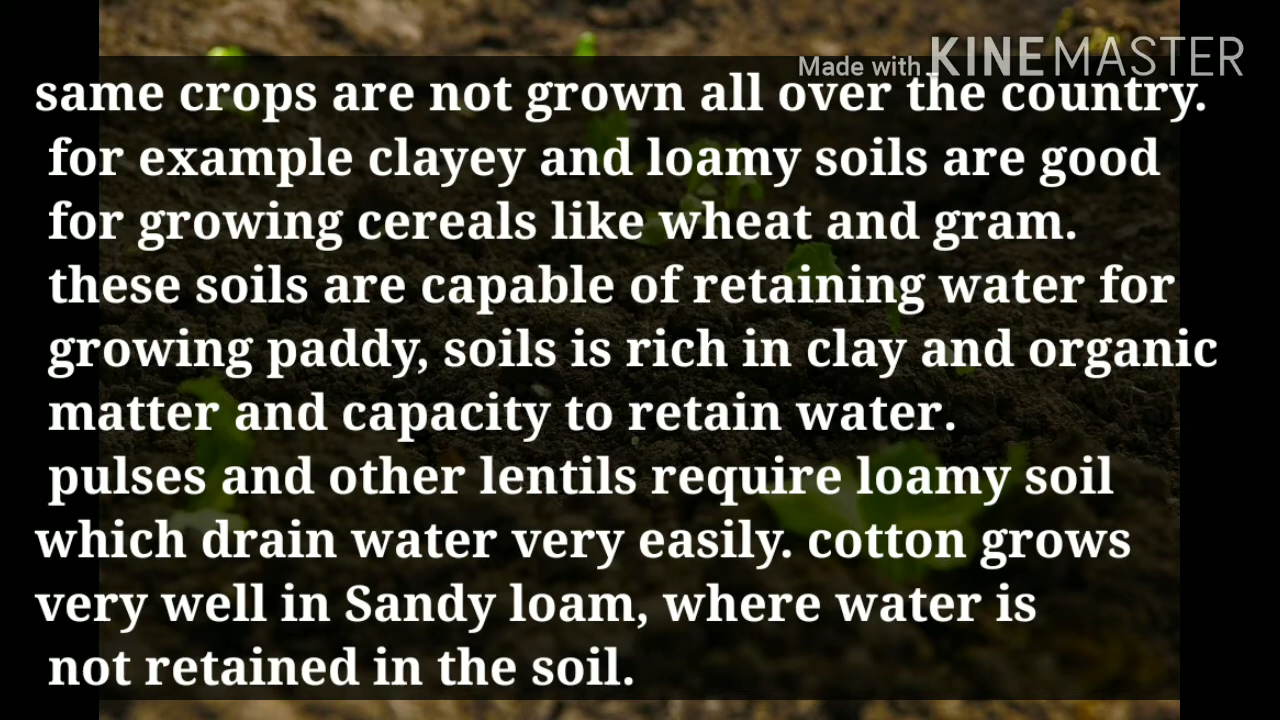 Made with KINEMASTER
same crops are not grown all over the country.
for example clayey and loamy soils are good
for growing cereals like wheat and gram.
these soils are capable of retaining water for
growing paddy, soils is rich in clay and organic
matter and capacity to retain water.
pulses and other lentils require loamy soil
which drain water very easily. cotton grows
very well in Sandy loam, where water is
not retained in the soil.